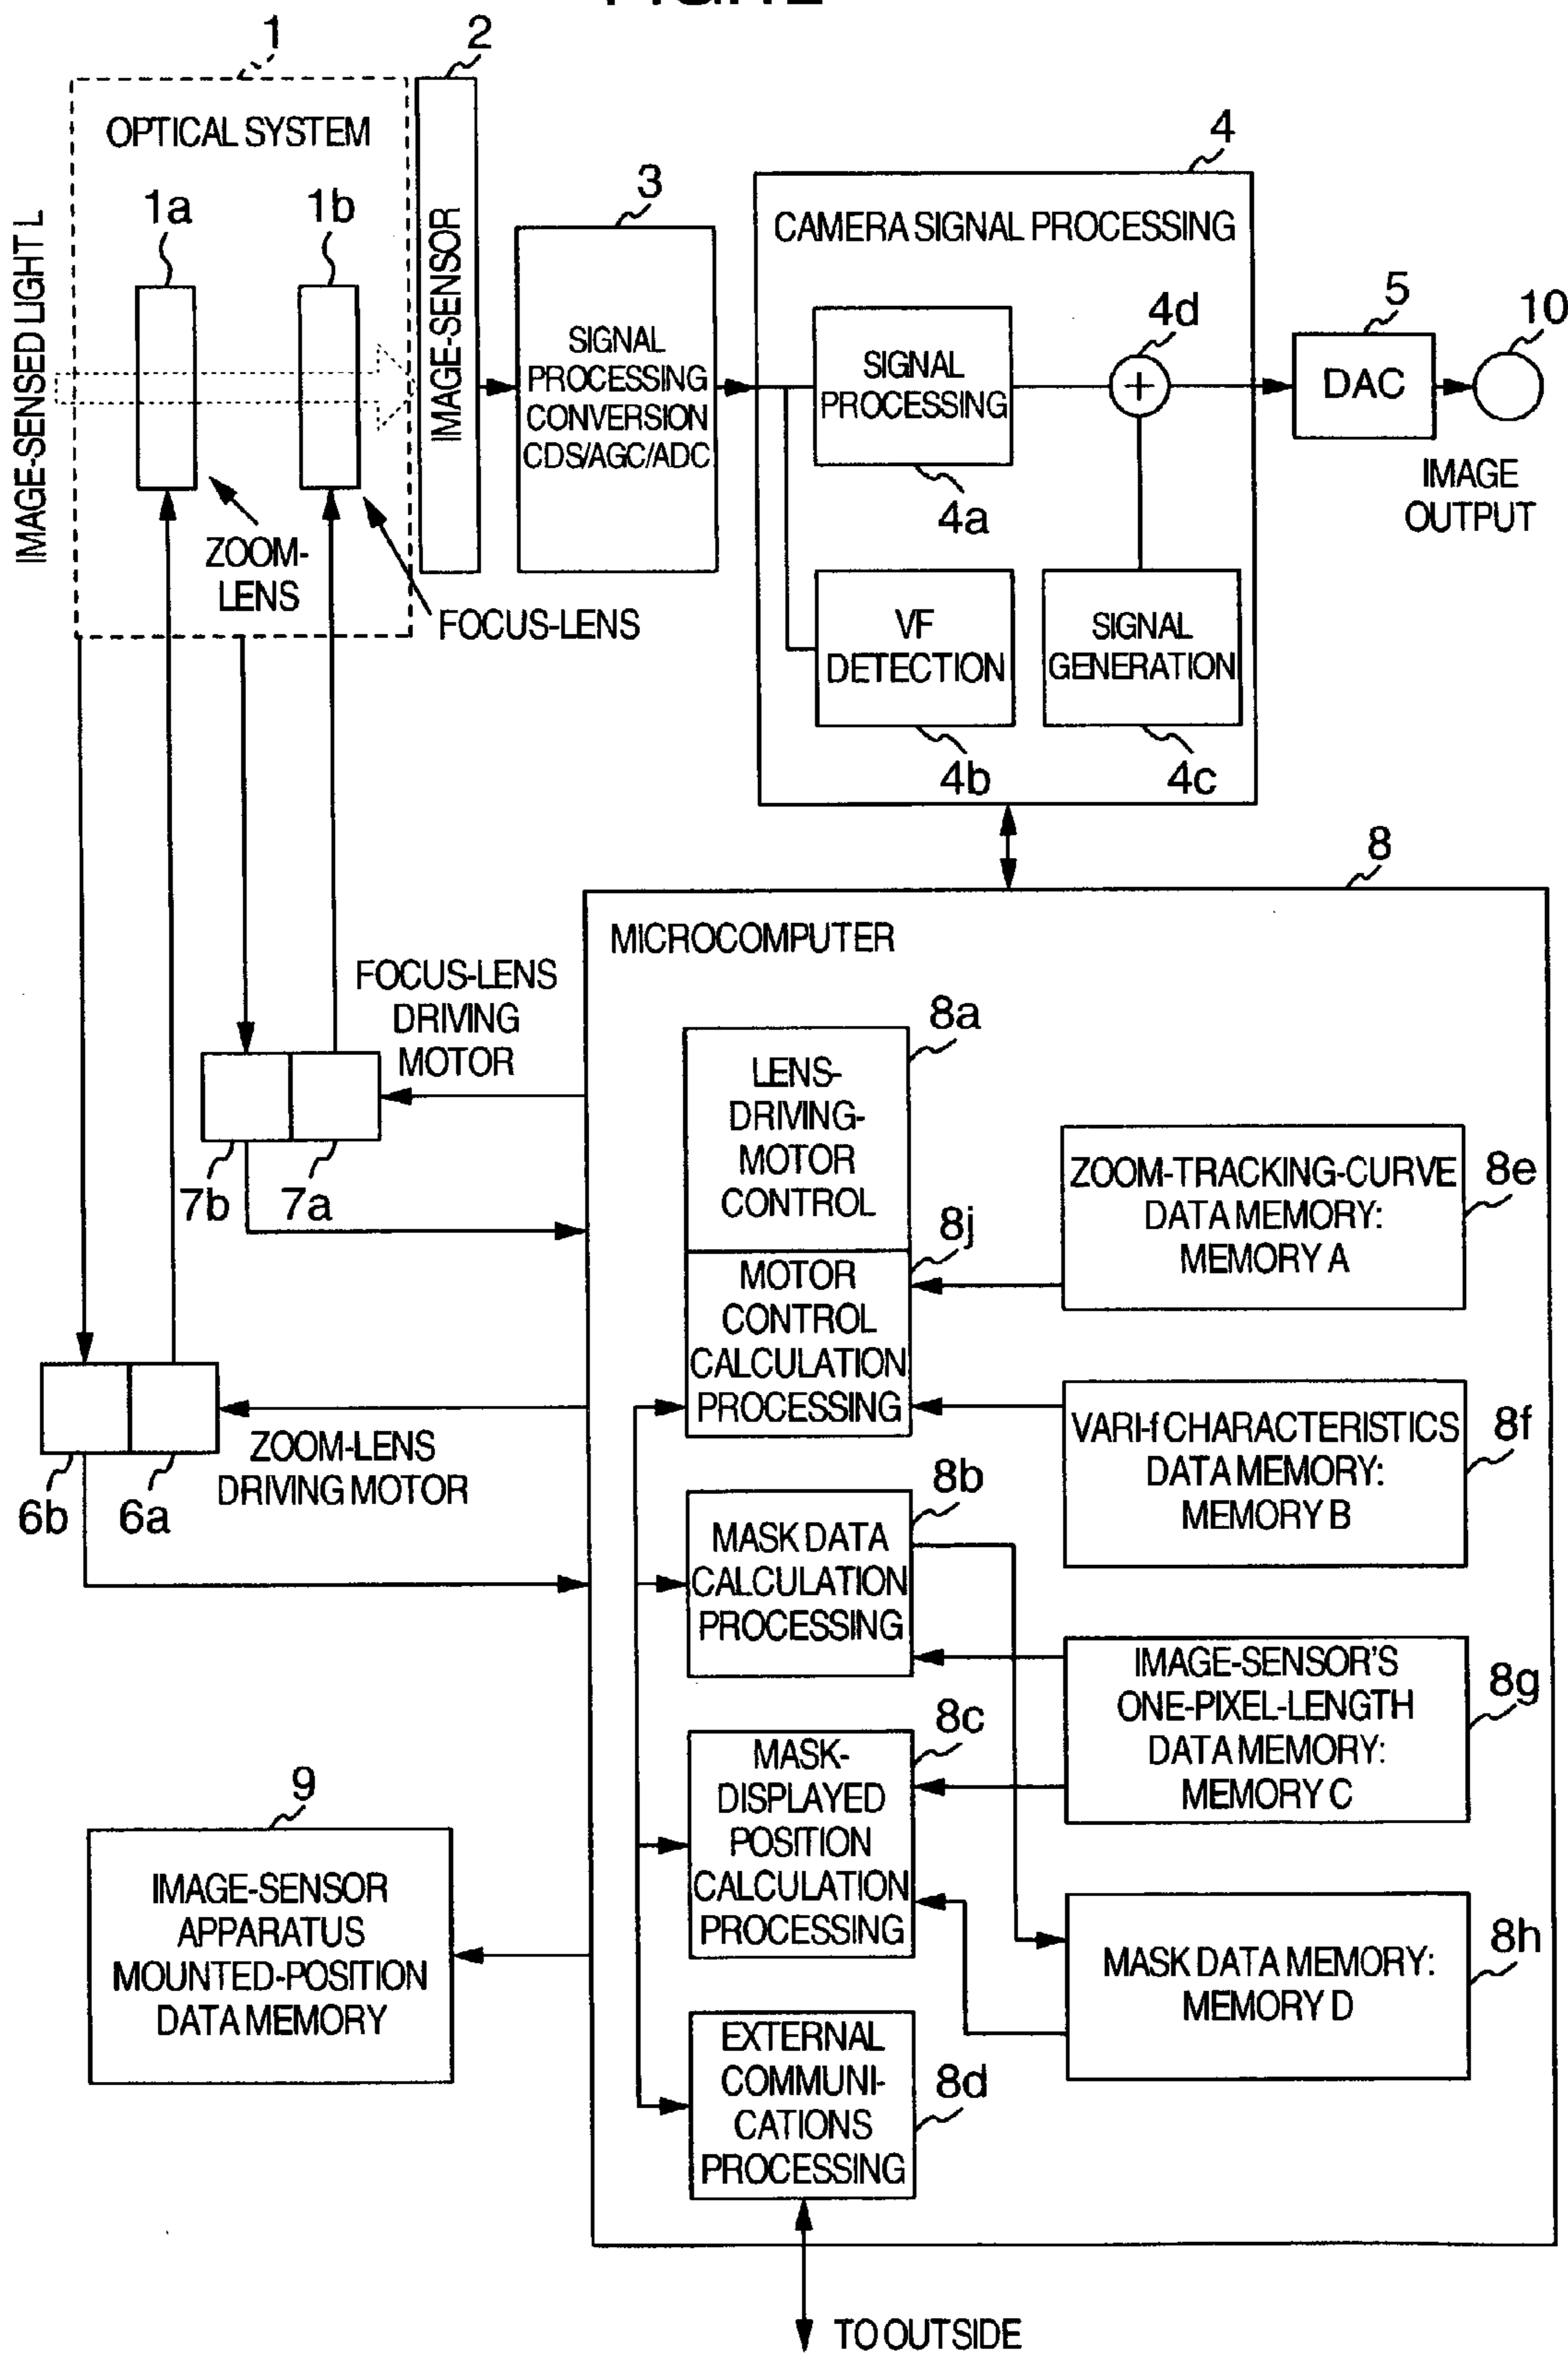 1
2
OPTICAL SYSTEM
1a
1b
IMAGE-SENSED LIGHT L
IMAGE-SENSOR
ZOOM-
LENS
FOCUS-LENS
3
SIGNAL
PROCESSING
CONVERSION
CDS/AGC/ADC
4
CAMERA SIGNAL PROCESSING
SIGNAL
PROCESSING
4a
4d
+
VF
DETECTION
4b
SIGNAL
GENERATION
4c
5
DAC
10
IMAGE
OUTPUT
8
MICROCOMPUTER
FOCUS-LENS
DRIVING
MOTOR
7b
7a
ZOOM-LENS
DRIVING MOTOR
6b
6a
8a
LENS-
DRIVING-
MOTOR
CONTROL
8j
MOTOR
CONTROL
CALCULATION
PROCESSING
8e
ZOOM-TRACKING-CURVE
DATA MEMORY:
MEMORY A
8f
VARI-f CHARACTERISTICS
DATA MEMORY:
MEMORY B
8b
MASK DATA
CALCULATION
PROCESSING
8g
IMAGE-SENSOR'S
ONE-PIXEL-LENGTH
DATA MEMORY:
MEMORY C
8c
MASK-
DISPLAYED
POSITION
CALCULATION
PROCESSING
8h
MASK DATA MEMORY:
MEMORY D
9
IMAGE-SENSOR
APPARATUS
MOUNTED-POSITION
DATA MEMORY
8d
EXTERNAL
COMMUNI-
CATIONS
PROCESSING
TO OUTSIDE